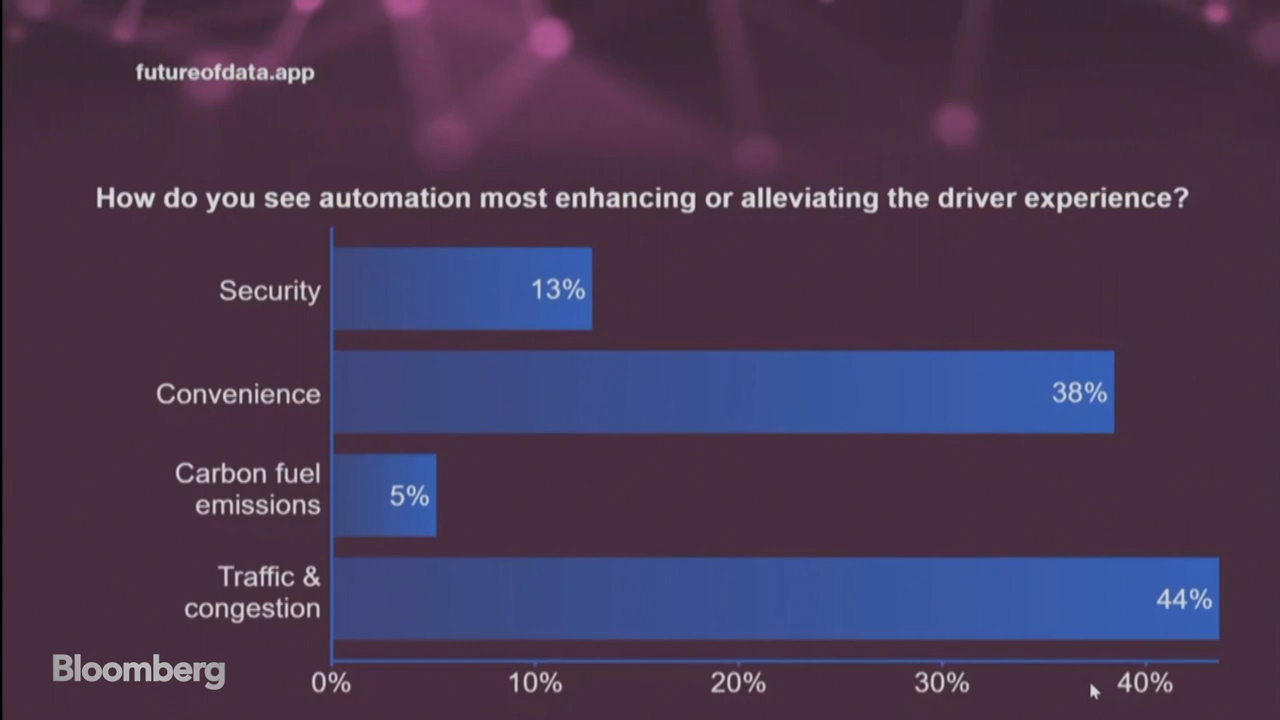 futureofdata.app
How do you see automation most enhancing or alleviating the driver experience?
Security
13%
Convenience
38%
Carbon fuel
emissions
5%
Traffic &
congestion
44%
Bloomberg
0%
10%
20%
30%
40%